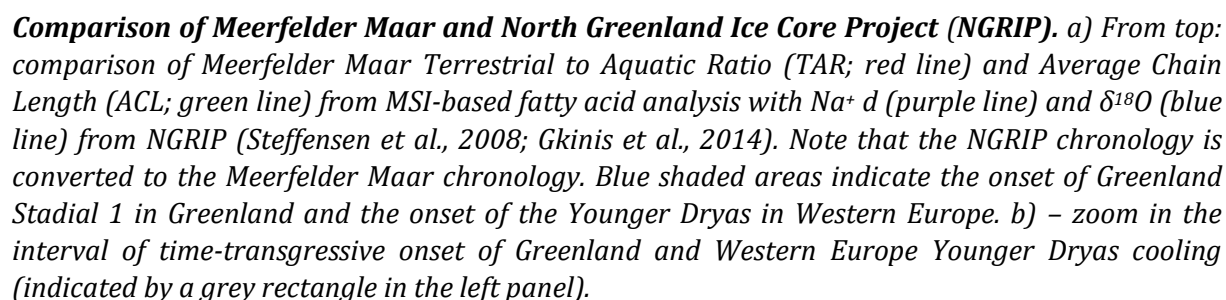 Comparison of Meerfelder Maar and North Greenland Ice Core Project (NGRIP). a) From top:
comparison of Meerfelder Maar Terrestrial to Aquatic Ratio (TAR; red line) and Average Chain
Length (ACL; green line) from MSI-based fatty acid analysis with Na⁺ d (purple line) and δ¹⁸O (blue
line) from NGRIP (Steffensen et al., 2008; Gkinis et al., 2014). Note that the NGRIP chronology is
converted to the Meerfelder Maar chronology. Blue shaded areas indicate the onset of Greenland
Stadial 1 in Greenland and the onset of the Younger Dryas in Western Europe. b) – zoom in the
interval of time-transgressive onset of Greenland and Western Europe Younger Dryas cooling
(indicated by a grey rectangle in the left panel).